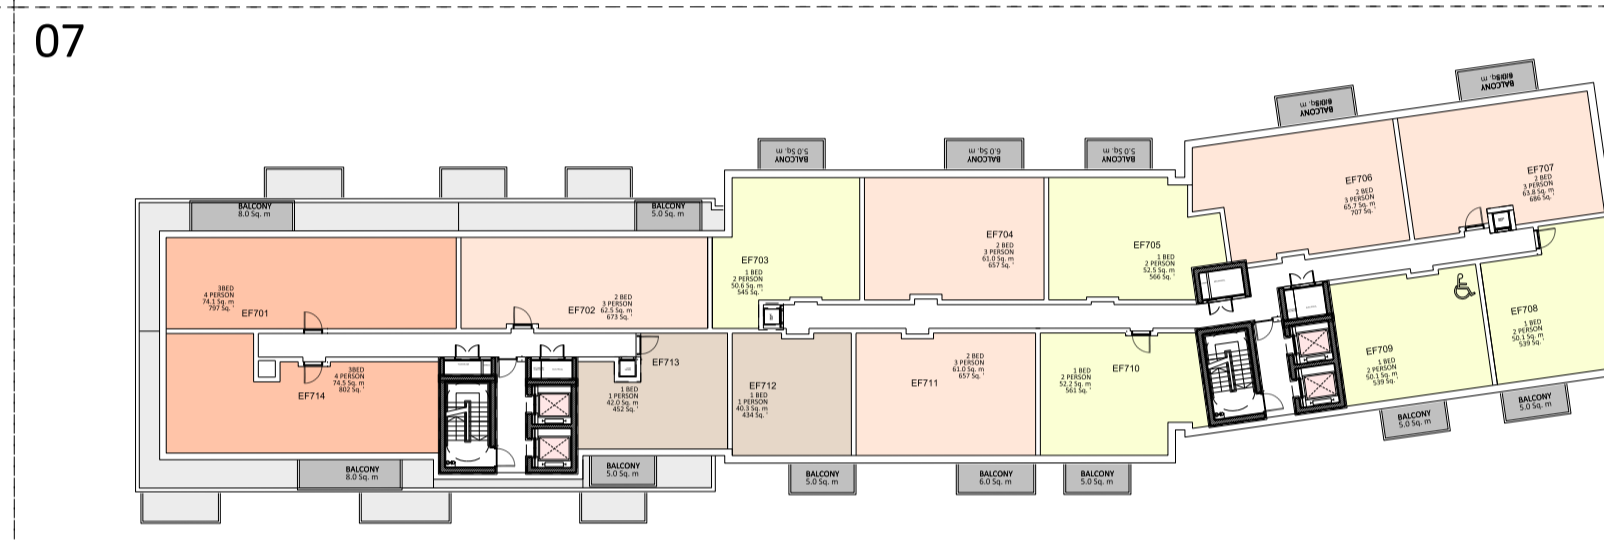 07
BALCONY
8.0 Sq. m
BALCONY
5.0 Sq. m
BALCONY
5.0 Sq. m
BALCONY
6.0 Sq. m
BALCONY
5.0 Sq. m
BALCONY
Sq. m
BALCONY
Sq. m
3BED
4 PERSON
74.1 Sq. m
797 Sq. '
EF701
EF702
2 BED
3 PERSON
62.5 Sq. m
673 Sq. '
EF703
1 BED
2 PERSON
50.6 Sq. m
545 Sq. '
EF704
2 BED
3 PERSON
61.0 Sq. m
657 Sq. '
EF705
1 BED
2 PERSON
52.5 Sq. m
566 Sq. '
EF706
2 BED
3 PERSON
65.7 Sq. m
707 Sq. '
EF707
2 BED
3 PERSON
63.8 Sq. m
686 Sq. '
EF708
1 BED
2 PERSON
50.1 Sq. m
539 Sq. '
EF709
1 BED
2 PERSON
50.1 Sq. m
539 Sq. '
EF710
1 BED
2 PERSON
52.2 Sq. m
561 Sq. '
EF711
2 BED
3 PERSON
61.0 Sq. m
657 Sq. '
EF712
1 BED
1 PERSON
40.3 Sq. m
434 Sq. '
EF713
1 BED
1 PERSON
42.0 Sq. m
452 Sq. '
EF714
3BED
4 PERSON
74.5 Sq. m
802 Sq. '
BALCONY
8.0 Sq. m
BALCONY
5.0 Sq. m
BALCONY
5.0 Sq. m
BALCONY
6.0 Sq. m
BALCONY
5.0 Sq. m
BALCONY
5.0 Sq. m
BALCONY
5.0 Sq. m